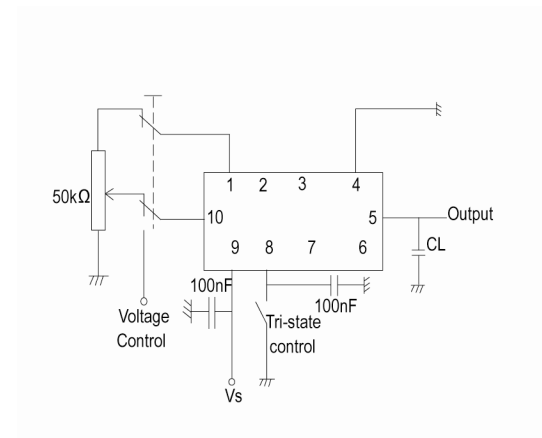 1 2 3 4
50kΩ
10 5 Output
9 8 7 6
CL
100nF
100nF
Voltage
Control
Tri-state
control
Vs